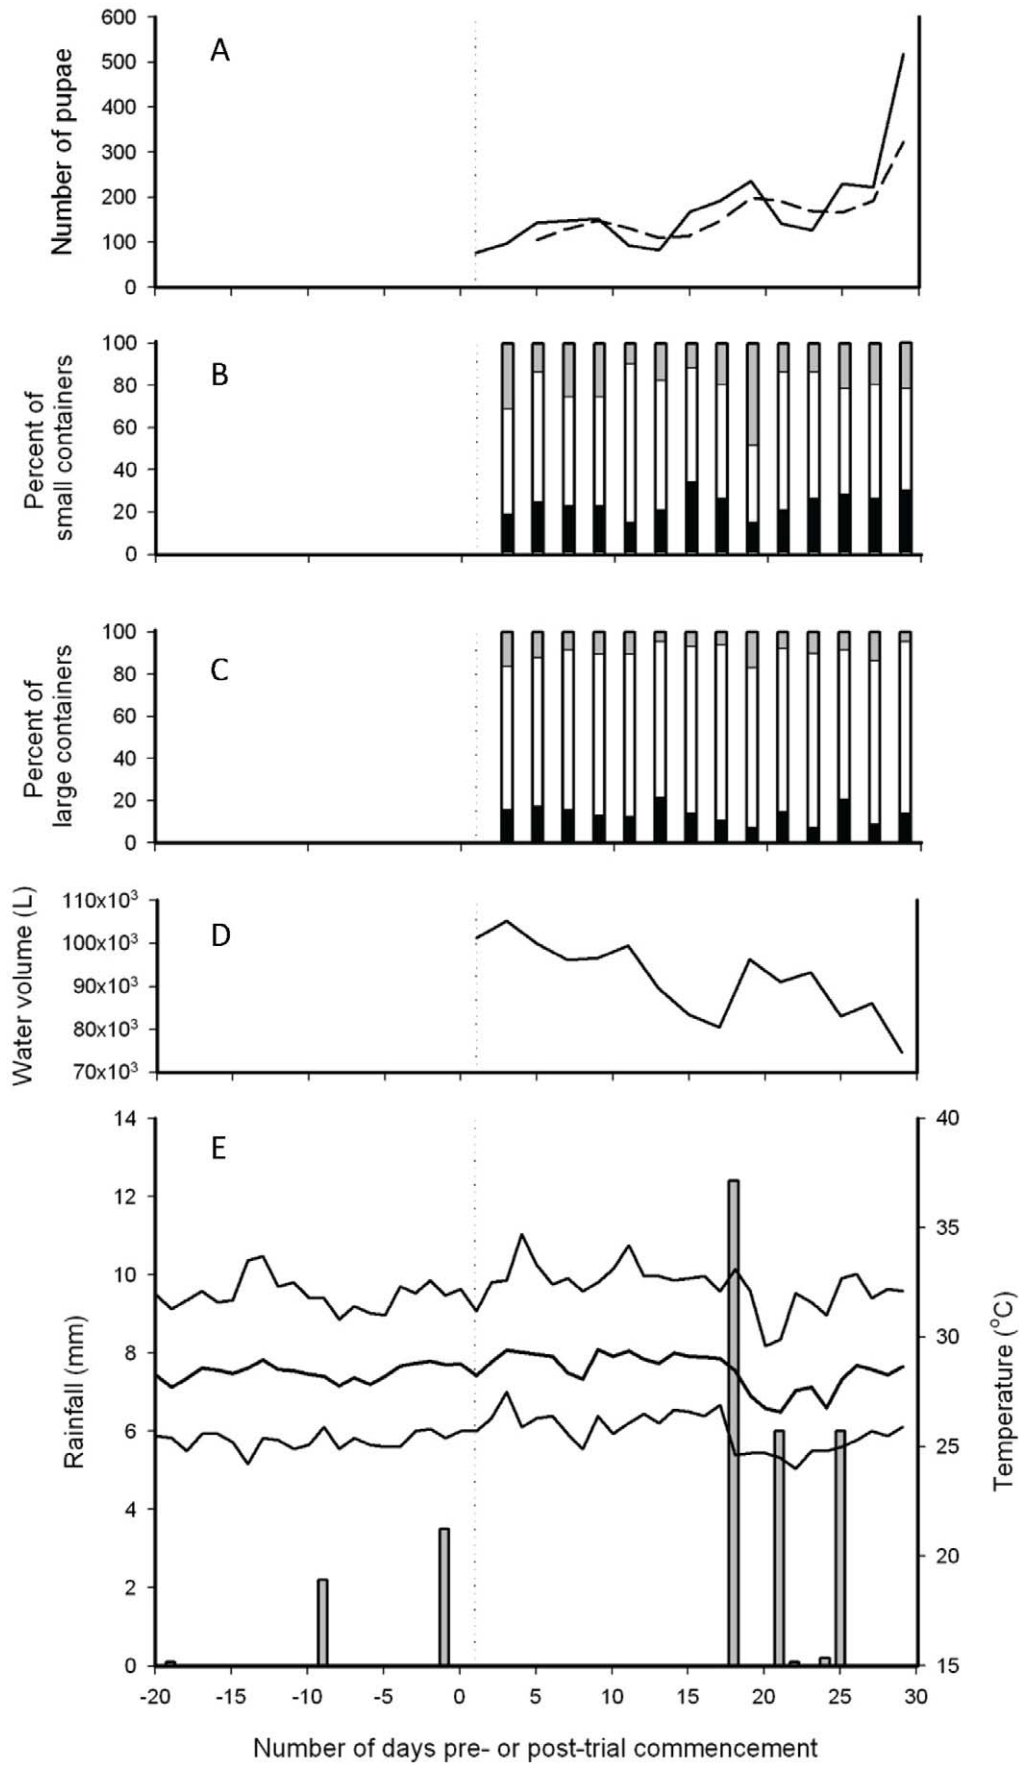 A
Number of pupae
600
500
400
300
200
100
0
B
Percent of
small containers
100
80
60
40
20
0
C
Percent of
large containers
100
80
60
40
20
0
D
Water volume (L)
110x10³
100x10³
90x10³
80x10³
70x10³
E
Rainfall (mm)
14
12
10
8
6
4
2
0
Temperature (°C)
40
35
30
25
20
15
-20 -15 -10 -5 0 5 10 15 20 25 30
Number of days pre- or post-trial commencement